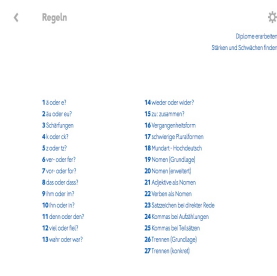 Regeln
Diplome erarbeiten
Stärken und Schwächen finden
1 ä oder e?
2 äu oder eu?
3 Schärfungen
4 k oder ck?
5 z oder tz?
6 ver- oder fer?
7 vor- oder for?
8 das oder dass?
9 ihm oder in?
10 ihn oder in?
11 denn oder den?
12 viel oder fiel?
13 wahr oder war?
14 wieder oder wider?
15 zu: zusammen?
16 Vergangenheitsform
17 schwierige Pluralformen
18 Mundart - Hochdeutsch
19 Nomen (Grundlage)
20 Nomen (erweitert)
21 Adjektive als Nomen
22 Verben als Nomen
23 Satzzeichen bei direkter Rede
24 Kommas bei Aufzählungen
25 Kommas bei Teilsätzen
26 Trennen (Grundlage)
27 Trennen (konkret)